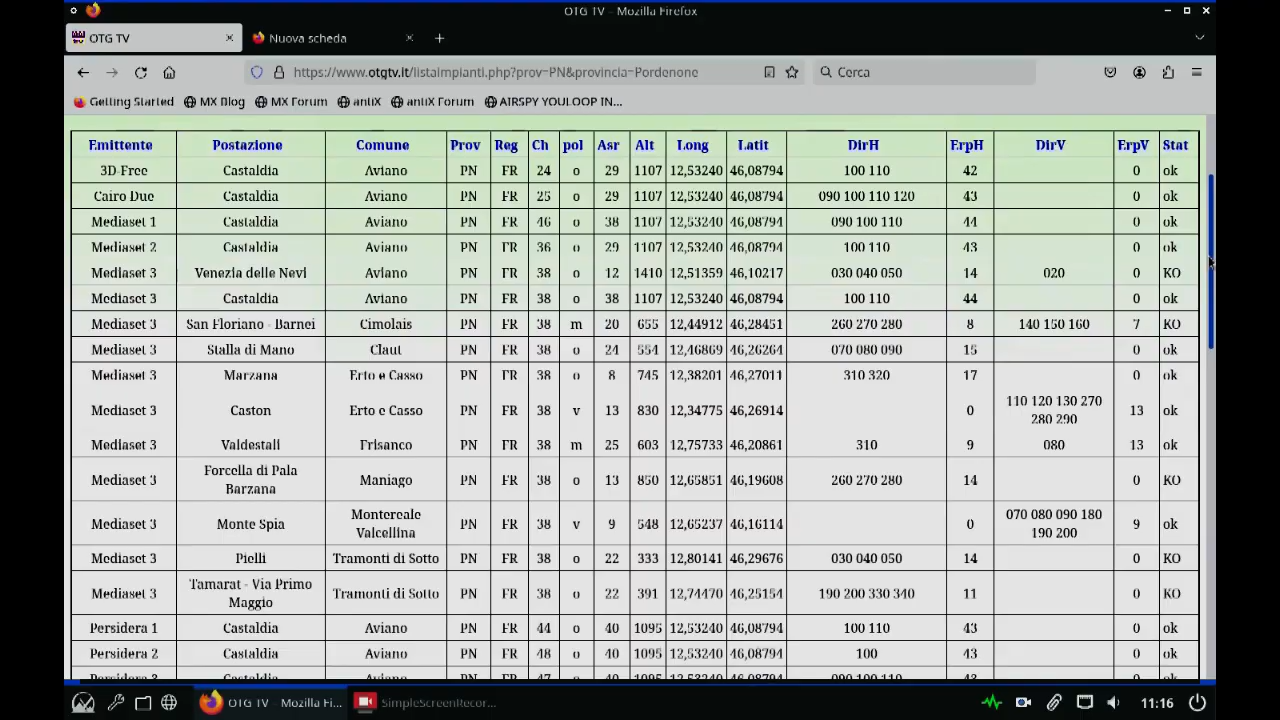 OTG TV — Mozilla Firefox
OTG TV
Nuova scheda
https://www.otgtv.it/listaimpianti.php?prov=PN&provincia=Pordenone
Cerca
Getting Started MX Blog MX Forum antiX antiX Forum AIRSPY YOULOOP IN...
Emittente Postazione Comune Prov Reg Ch pol Asr Alt Long Latit DirH ErpH DirV ErpV Stat
3D-Free Castaldia Aviano PN FR 24 o 29 1107 12,53240 46,08794 100 110 42 0 ok
Cairo Due Castaldia Aviano PN FR 25 o 29 1107 12,53240 46,08794 090 100 110 120 43 0 ok
Mediaset 1 Castaldia Aviano PN FR 46 o 38 1107 12,53240 46,08794 090 100 110 44 0 ok
Mediaset 2 Castaldia Aviano PN FR 36 o 29 1107 12,53240 46,08794 100 110 43 0 ok
Mediaset 3 Venezia delle Nevi Aviano PN FR 38 o 12 1410 12,51359 46,10217 030 040 050 14 020 0 KO
Mediaset 3 Castaldia Aviano PN FR 38 o 38 1107 12,53240 46,08794 100 110 44 0 ok
Mediaset 3 San Floriano - Barnei Cimolais PN FR 38 m 20 655 12,44912 46,28451 260 270 280 8 140 150 160 7 KO
Mediaset 3 Stalla di Mano Claut PN FR 38 o 24 554 12,46869 46,26264 070 080 090 15 0 ok
Mediaset 3 Marzana Erto e Casso PN FR 38 o 8 745 12,38201 46,27011 310 320 17 0 ok
Mediaset 3 Caston Erto e Casso PN FR 38 v 13 830 12,34775 46,26914 0 110 120 130 270
280 290 13 ok
Mediaset 3 Valdestali Frisanco PN FR 38 m 25 603 12,75733 46,20861 310 9 080 13 ok
Mediaset 3 Forcella di Pala
Barzana Maniago PN FR 38 o 13 850 12,65851 46,19608 260 270 280 14 0 KO
Mediaset 3 Monte Spia Montereale
Valcellina PN FR 38 v 9 548 12,65237 46,16114 0 070 080 090 180
190 200 9 ok
Mediaset 3 Pielli Tramonti di Sotto PN FR 38 o 22 333 12,80141 46,29676 030 040 050 14 0 KO
Mediaset 3 Tamarat - Via Primo
Maggio Tramonti di Sotto PN FR 38 o 22 391 12,74470 46,25154 190 200 330 340 11 0 KO
Persidera 1 Castaldia Aviano PN FR 44 o 40 1095 12,53240 46,08794 100 110 43 0 ok
Persidera 2 Castaldia Aviano PN FR 48 o 40 1095 12,53240 46,08794 100 43 0 ok
OTG TV — Mozilla Fi...
SimpleScreenRecor...
11:16